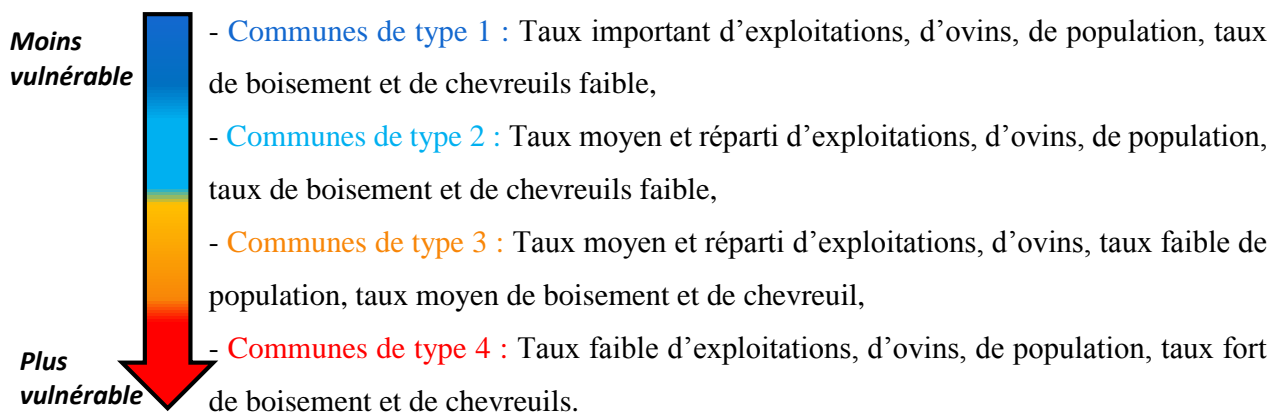 Moins
vulnérable
- Communes de type 1 : Taux important d’exploitations, d’ovins, de population, taux
de boisement et de chevreuils faible,
- Communes de type 2 : Taux moyen et réparti d’exploitations, d’ovins, de population,
taux de boisement et de chevreuils faible,
- Communes de type 3 : Taux moyen et réparti d’exploitations, d’ovins, taux faible de
population, taux moyen de boisement et de chevreuil,
- Communes de type 4 : Taux faible d’exploitations, d’ovins, de population, taux fort
de boisement et de chevreuils.
Plus
vulnérable